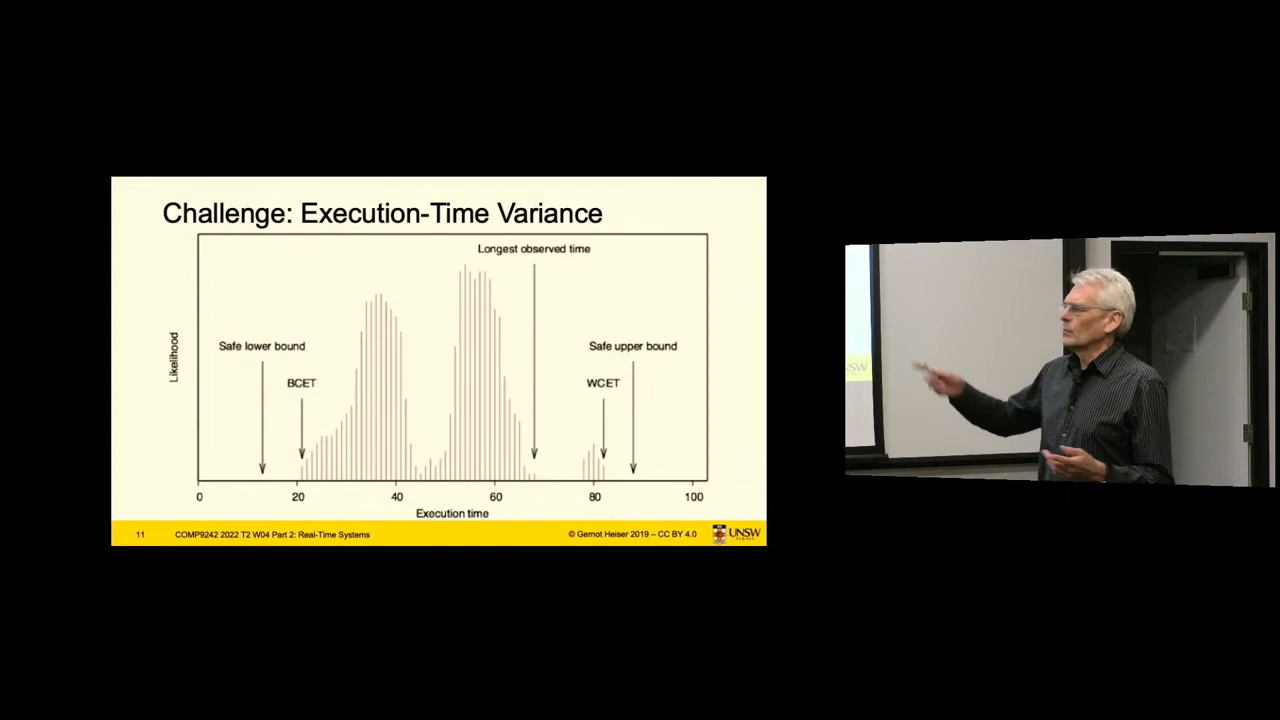 Challenge: Execution-Time Variance
Longest observed time
Safe lower bound
Safe upper bound
BCET
WCET
Likelihood
0 20 40 60 80 100
Execution time
11 COMP9242 2022 T2 W04 Part 2: Real-Time Systems © Gernot Heiser 2019 – CC BY 4.0 UNSW
UNSW